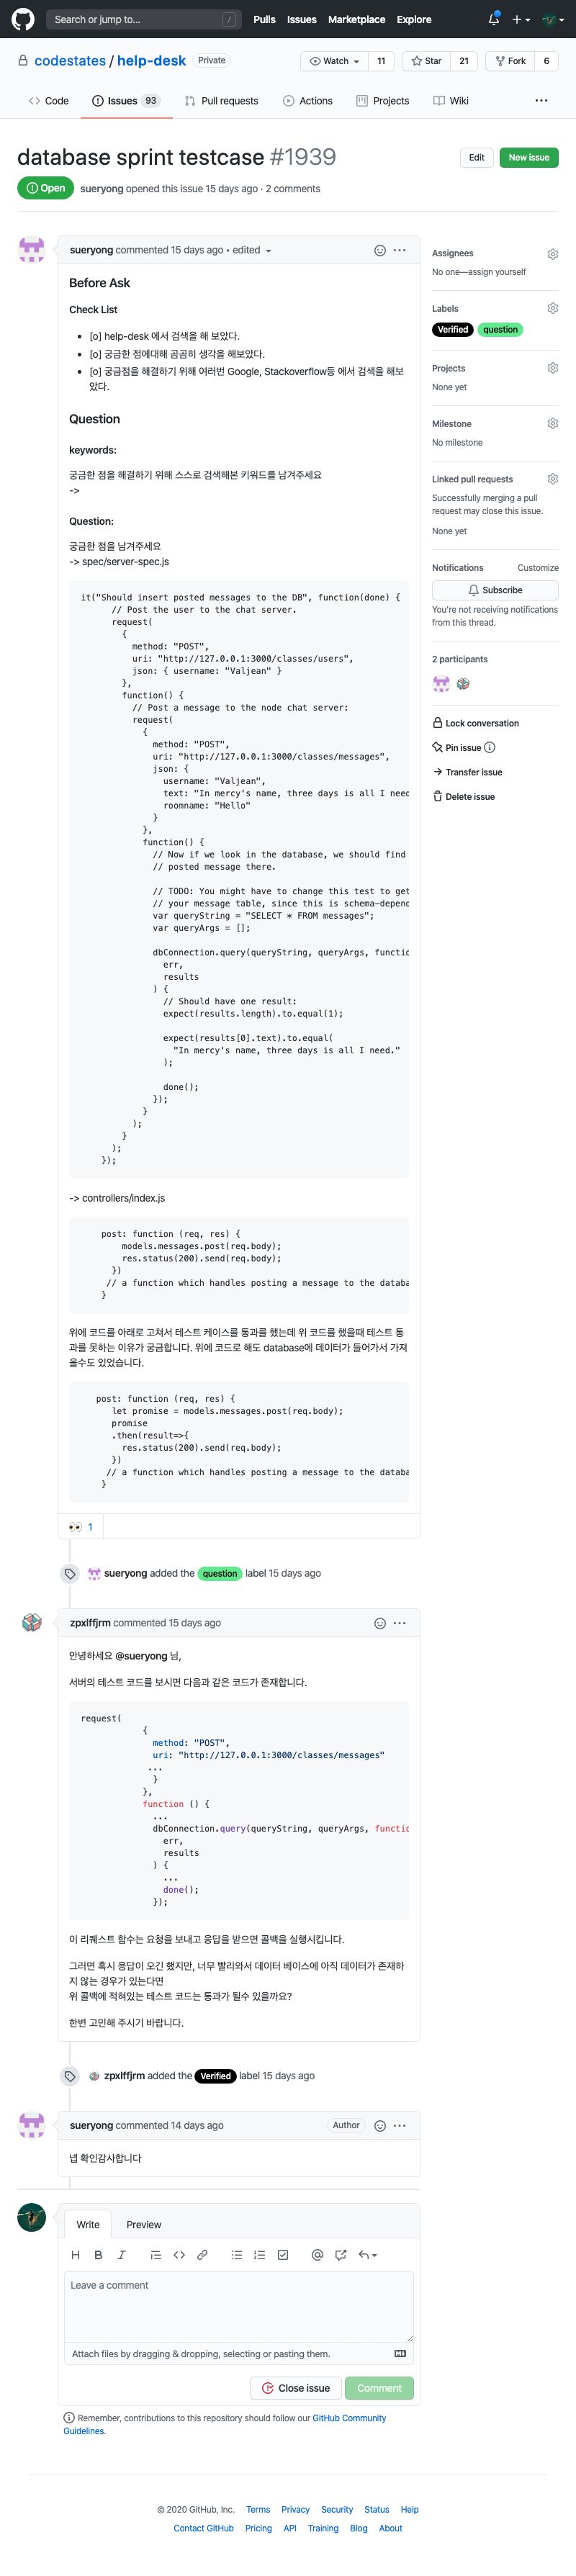 Search or jump to... /
Pulls Issues Marketplace Explore
codestates / help-desk Private
Watch 11 Star 21 Fork 6
Code Issues 93 Pull requests Actions Projects Wiki ...
database sprint testcase #1939
Edit New issue
Open sueryong opened this issue 15 days ago · 2 comments
sueryong commented 15 days ago • edited
Before Ask
Check List
• [o] help-desk 에서 검색을 해 보았다.
• [o] 궁금한 점에대해 곰곰히 생각을 해보았다.
• [o] 궁금점을 해결하기 위해 여러번 Google, Stackoverflow등 에서 검색을 해보
았다.
Question
keywords:
궁금한 점을 해결하기 위해 스스로 검색해본 키워드를 남겨주세요
->
Question:
궁금한 점을 남겨주세요
-> spec/server-spec.js
it("Should insert posted messages to the DB", function(done) {
// Post the user to the chat server.
request(
{
method: "POST",
uri: "http://127.0.0.1:3000/classes/users",
json: { username: "Valjean" }
},
function() {
// Post a message to the node chat server:
request(
{
method: "POST",
uri: "http://127.0.0.1:3000/classes/messages",
json: {
username: "Valjean",
text: "In mercy's name, three days is all I need
roomname: "Hello"
}
},
function() {
// Now if we look in the database, we should find
// posted message there.
// TODO: You might have to change this test to get
// your message table, since this is schema-depend
var queryString = "SELECT * FROM messages";
var queryArgs = [];
dbConnection.query(queryString, queryArgs, functio
err,
results
) {
// Should have one result:
expect(results.length).to.equal(1);
expect(results[0].text).to.equal(
"In mercy's name, three days is all I need."
);
done();
});
}
);
}
);
});
-> controllers/index.js
post: function (req, res) {
models.messages.post(req.body);
res.status(200).send(req.body);
})
// a function which handles posting a message to the databa
}
위에 코드를 아래로 고쳐서 테스트 케이스를 통과를 했는데 위 코드를 했을때 테스트 통
과를 못하는 이유가 궁금합니다. 위에 코드로 해도 database에 데이터가 들어가서 가져
올수도 있었습니다.
post: function (req, res) {
let promise = models.messages.post(req.body);
promise
.then(result=>{
res.status(200).send(req.body);
})
// a function which handles posting a message to the databa
}
👀 1
sueryong added the question label 15 days ago
zpxlffjrm commented 15 days ago
안녕하세요 @sueryong 님,
서버의 테스트 코드를 보시면 다음과 같은 코드가 존재합니다.
request(
{
method: "POST",
uri: "http://127.0.0.1:3000/classes/messages"
...
}
},
function () {
...
dbConnection.query(queryString, queryArgs, functio
err,
results
) {
...
done();
});
이 리퀘스트 함수는 요청을 보내고 응답을 받으면 콜백을 실행시킵니다.
그러면 혹시 응답이 오긴 했지만, 너무 빨리와서 데이터 베이스에 아직 데이터가 존재하
지 않는 경우가 있는다면
위 콜백에 적혀있는 테스트 코드는 통과가 될수 있을까요?
한번 고민해 주시기 바랍니다.
zpxlffjrm added the Verified label 15 days ago
sueryong commented 14 days ago Author
넵 확인감사합니다
Write Preview
Leave a comment
Attach files by dragging & dropping, selecting or pasting them.
Close issue Comment
Remember, contributions to this repository should follow our GitHub Community
Guidelines.
Assignees
No one—assign yourself
Labels
Verified question
Projects
None yet
Milestone
No milestone
Linked pull requests
Successfully merging a pull
request may close this issue.
None yet
Notifications Customize
Subscribe
You're not receiving notifications
from this thread.
2 participants
Lock conversation
Pin issue
Transfer issue
Delete issue
© 2020 GitHub, Inc. Terms Privacy Security Status Help
Contact GitHub Pricing API Training Blog About